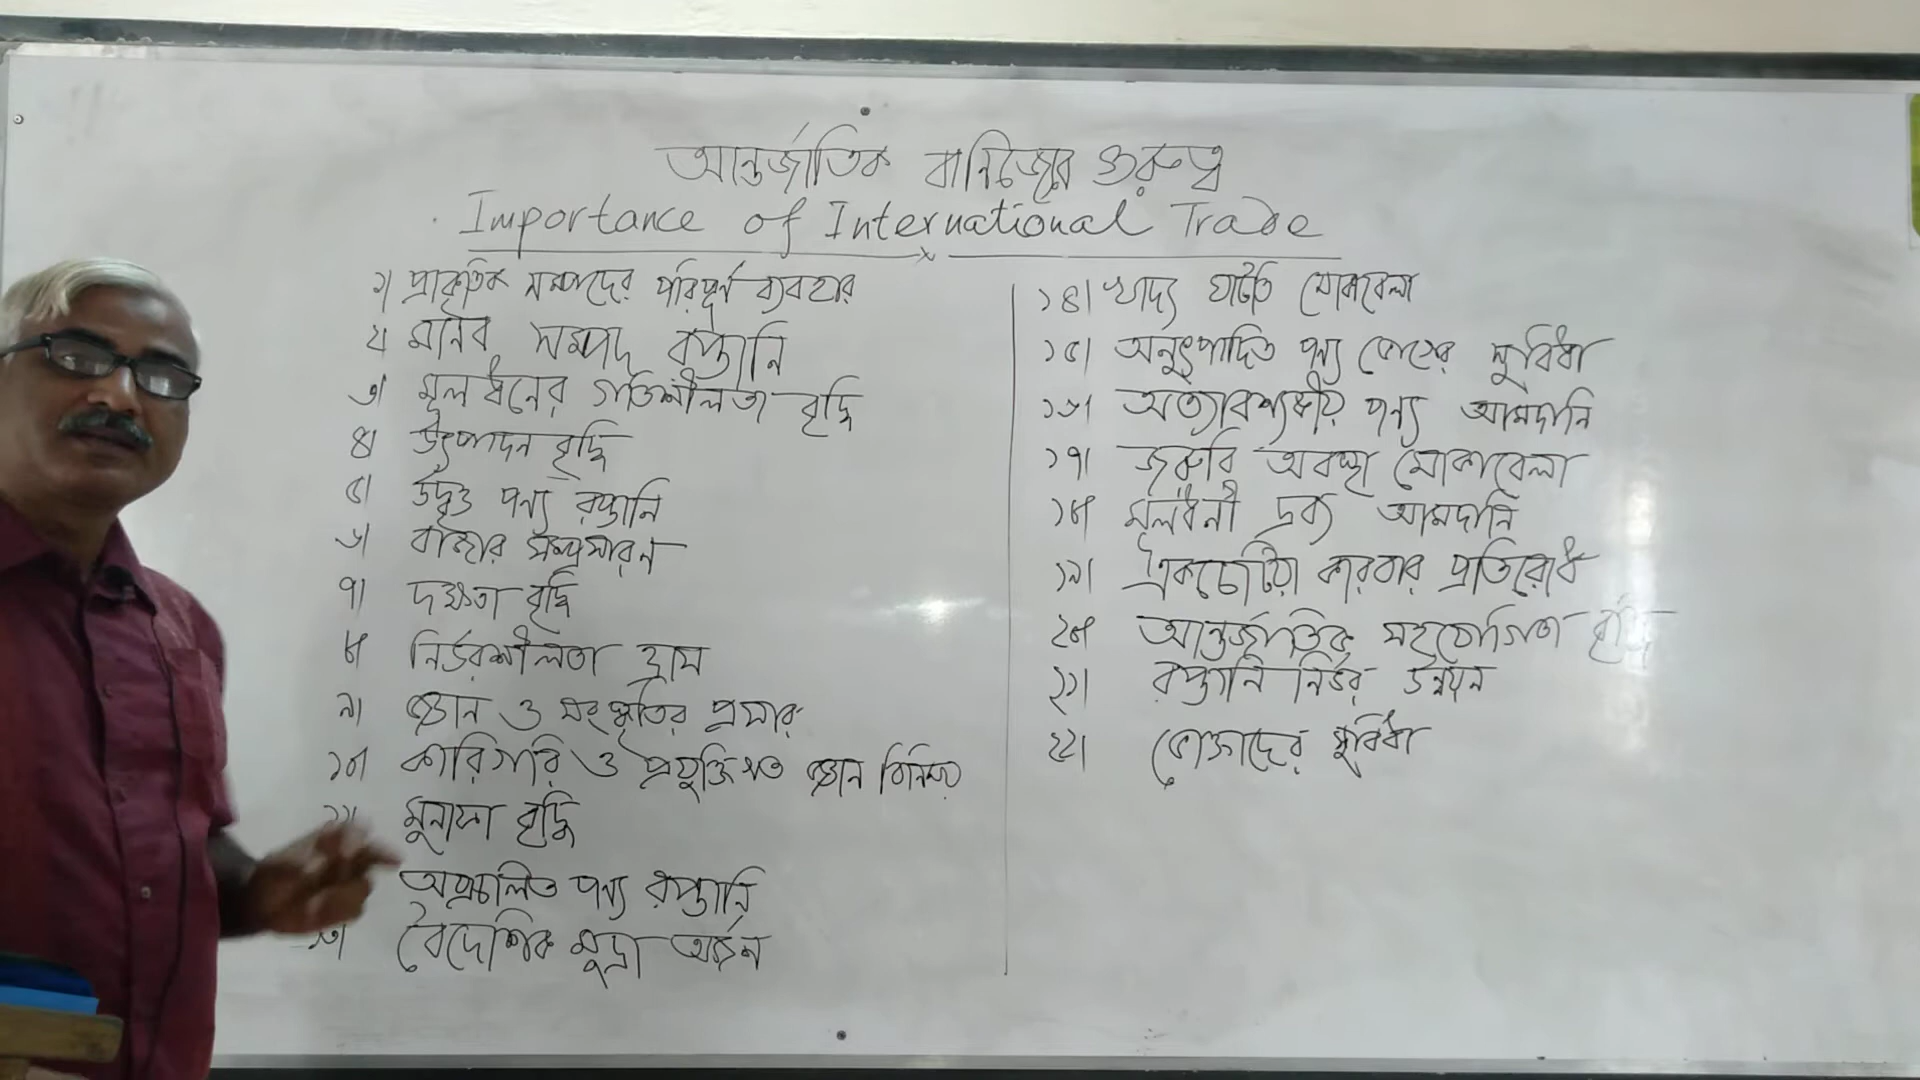 আন্তর্জাতিক বানিজ্যের গুরুত্ব
Importance of International Trade
১। প্রাকৃতিক সম্পদের পরিপূর্ণ ব্যবহার
২। মানব সম্পদ রপ্তানি
৩। মূলধনের গতিশীলতা বৃদ্ধি
৪। উৎপাদন বৃদ্ধি
৫। উদ্বৃত্ত পণ্য রপ্তানি
৬। বাজার সম্প্রসারন
৭। দক্ষতা বৃদ্ধি
৮। নির্ভরশীলতা হ্রাস
৯। জ্ঞান ও সংস্কৃতির প্রসার
১০। কারিগরি ও প্রযুক্তিগত জ্ঞান বিনিময়
১১। মুনাফা বৃদ্ধি
অপ্রচলিত পণ্য রপ্তানি
১৩। বৈদেশিক মুদ্রা অর্জন
১৪। খাদ্য ঘাটতি মোকাবেলা
১৫। অনুৎপাদিত পণ্য ভোগের সুবিধা
১৬। অত্যাবশ্যকীয় পণ্য আমদানি
১৭। জরুরি অবস্থা মোকাবেলা
১৮। মূলধনী দ্রব্য আমদানি
১৯। একচেটিয়া কারবার প্রতিরোধ
২০। আন্তর্জাতিক সহযোগিতা বৃদ্ধি
২১। রপ্তানি নির্ভর উন্নয়ন
২২। ভোক্তাদের সুবিধা